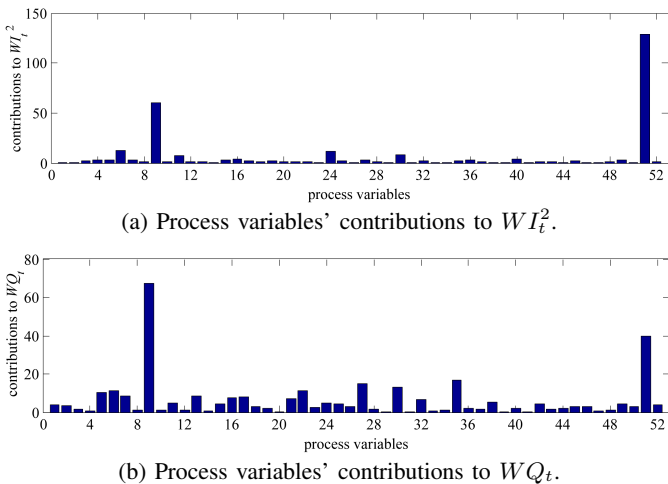 150
100
50
0
contributions to WI_t^2
0 4 8 12 16 20 24 28 32 36 40 44 48 52
process variables
(a) Process variables' contributions to WI_t^2.
80
60
40
20
0
contributions to WQ_t
0 4 8 12 16 20 24 28 32 36 40 44 48 52
process variables
(b) Process variables' contributions to WQ_t.